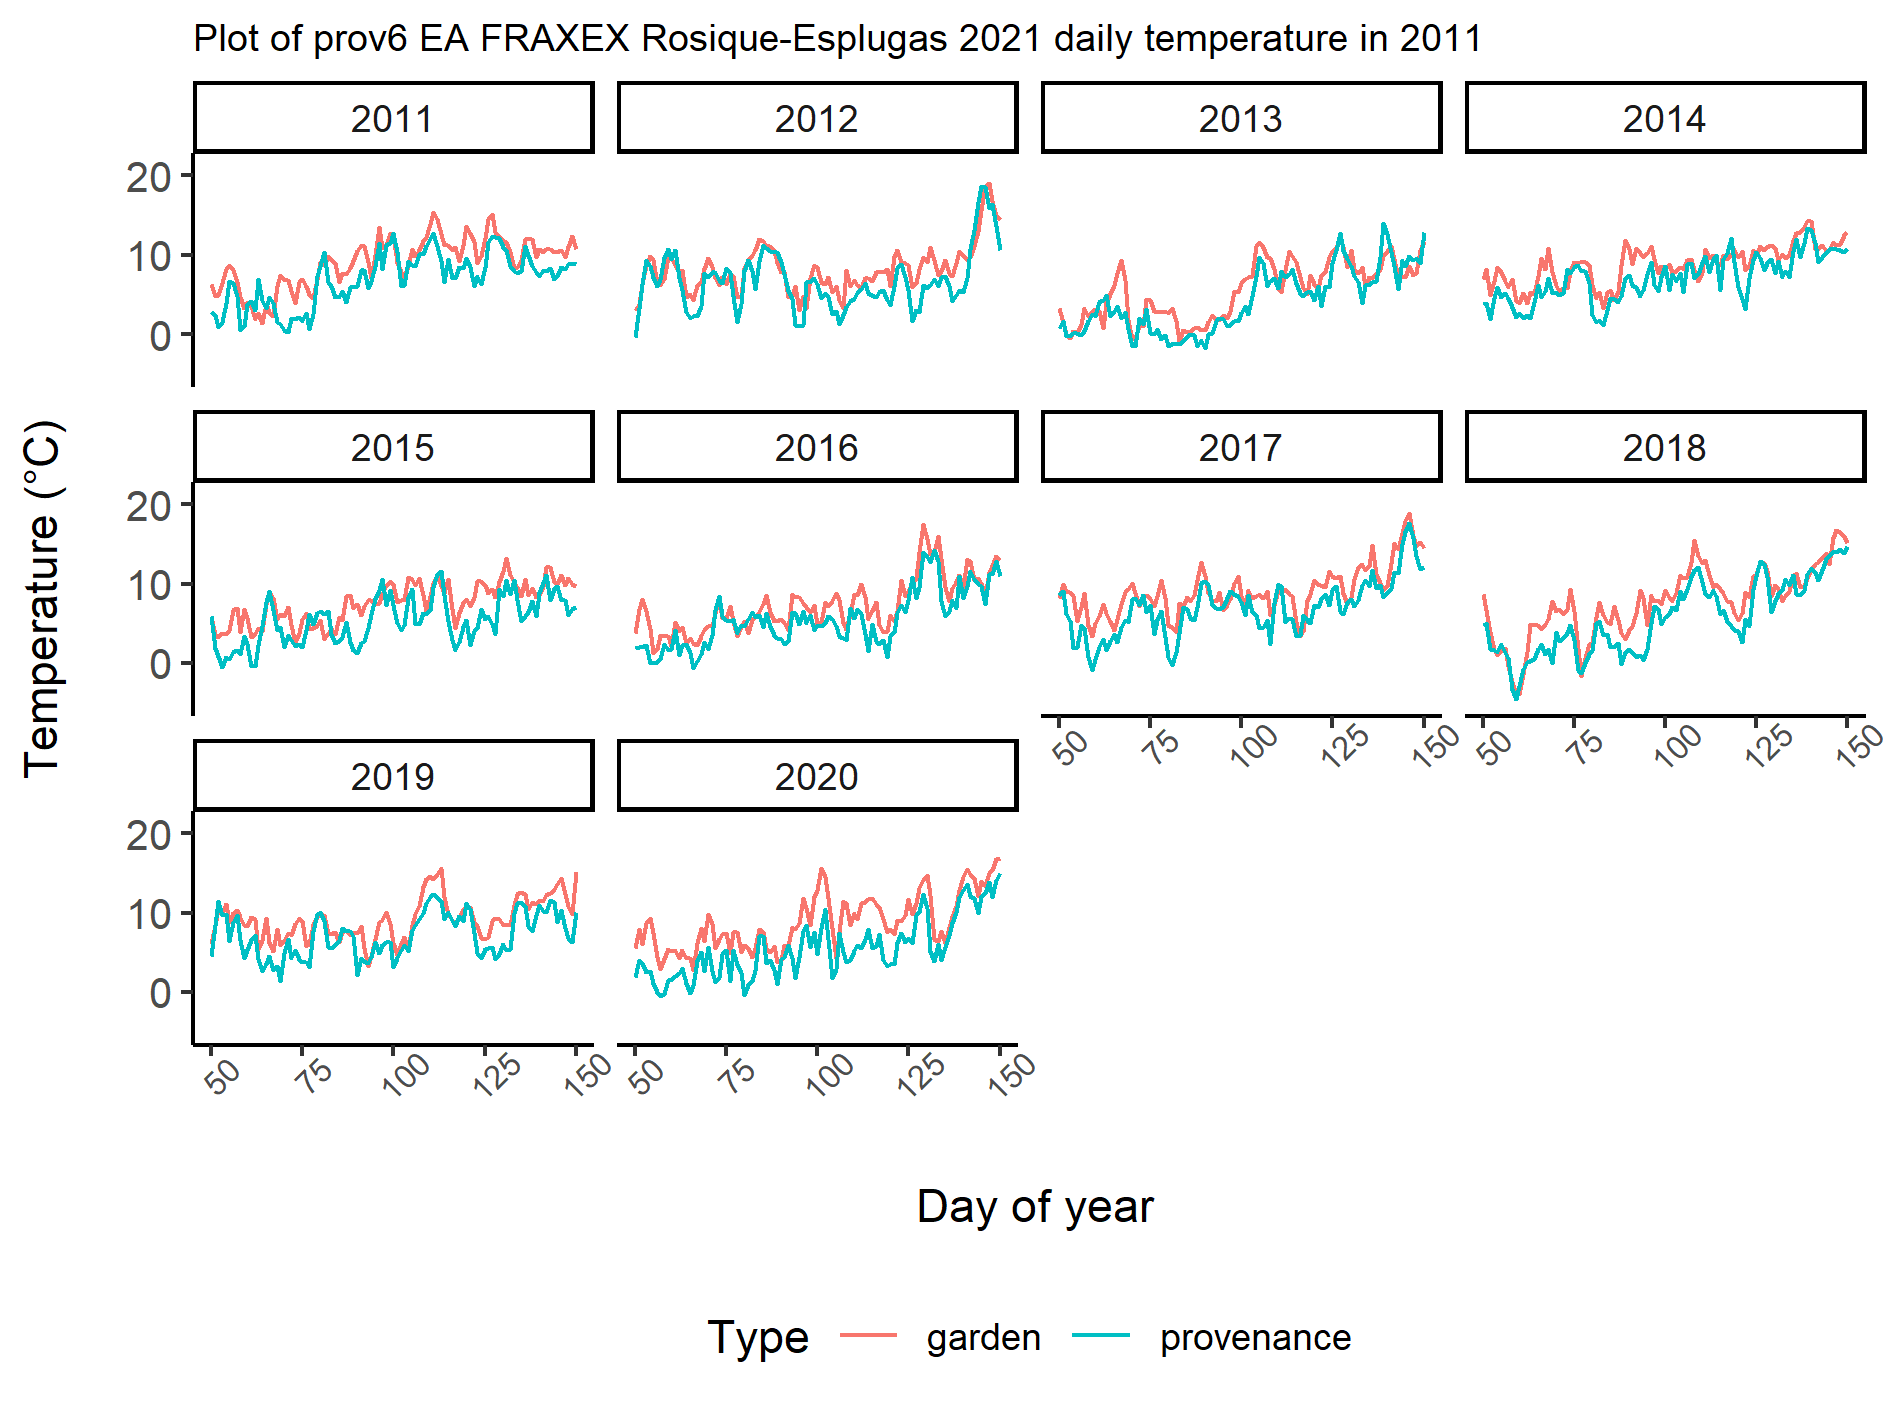 Plot of prov6 EA FRAXEX Rosique-Esplugas 2021 daily temperature in 2011
2011 2012 2013 2014
20
10
0
2015 2016 2017 2018
20
10
0
50 75 100 125 150 50 75 100 125 150
2019 2020
20
10
0
50 75 100 125 150 50 75 100 125 150
Temperature (°C)
Day of year
Type garden provenance